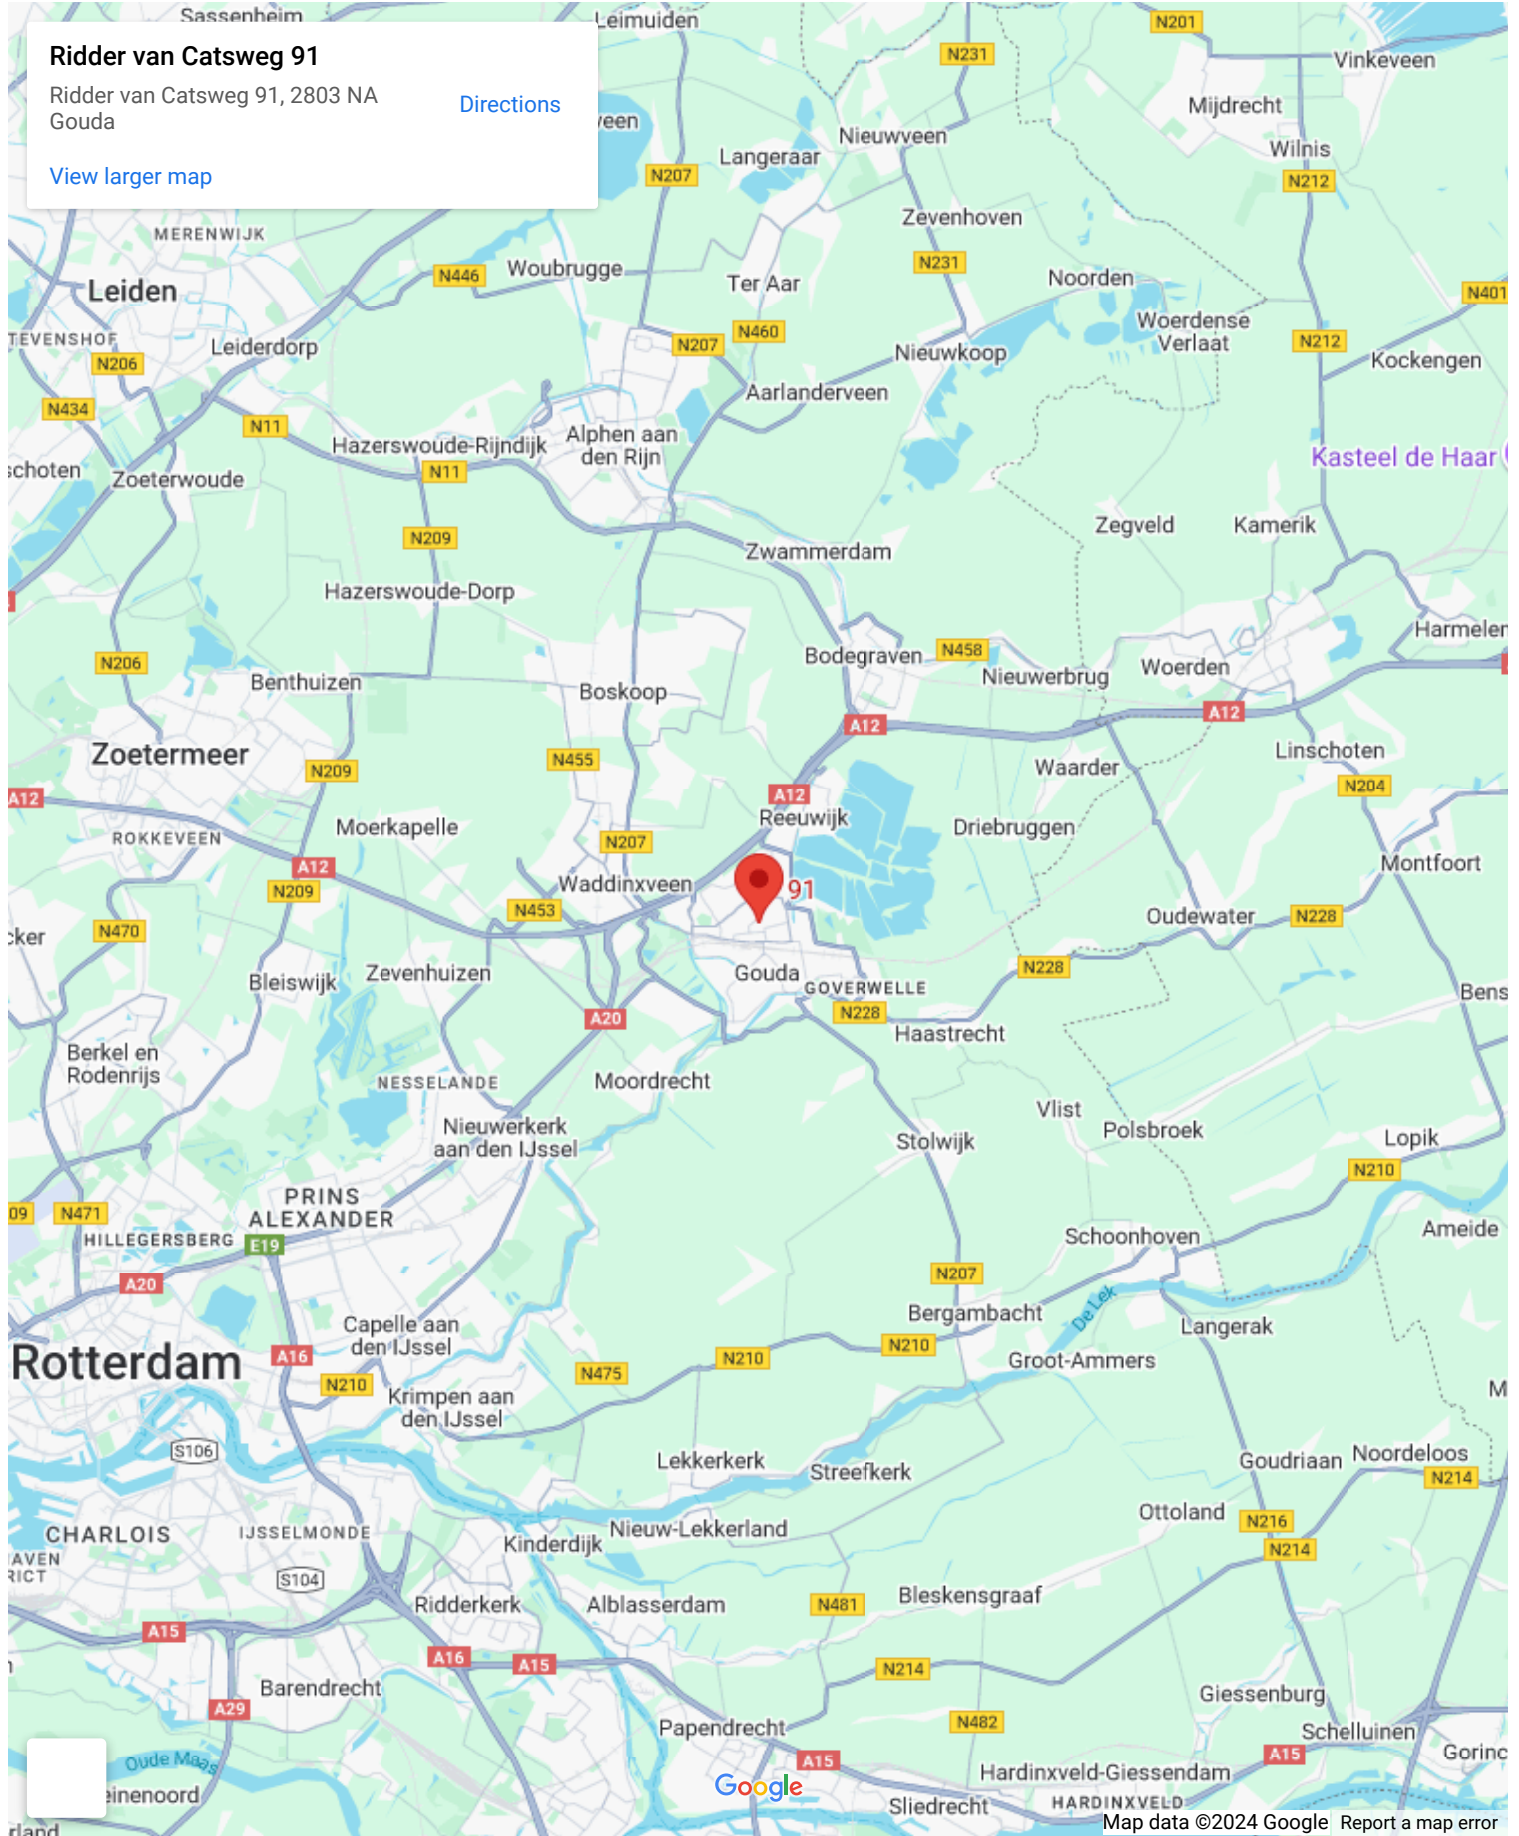 Sassenheim
Leimuiden
N201
N231
Vinkeveen
Ridder van Catsweg 91
Ridder van Catsweg 91, 2803 NA
Gouda
Directions
View larger map
veen
Mijdrecht
Nieuwveen
Langeraar
Wilnis
N207
N212
Zevenhoven
MERENWIJK
N446
Woubrugge
N231
Ter Aar
Noorden
Leiden
N401
Woerdense
Verlaat
TEVENSHOF
Leiderdorp
N207
N460
Nieuwkoop
N212
Kockengen
N206
Aarlanderveen
N434
N11
Hazerswoude-Rijndijk
Alphen aan
den Rijn
Kasteel de Haar
schoten
Zoeterwoude
N11
Zegveld
Kamerik
N209
Zwammerdam
Hazerswoude-Dorp
Harmelen
N206
Bodegraven
N458
Nieuwerbrug
Woerden
Benthuizen
Boskoop
A12
A12
Zoetermeer
N455
Linschoten
N209
Waarder
N204
A12
A12
Reeuwijk
ROKKEVEEN
Moerkapelle
N207
Driebruggen
A12
Montfoort
N209
Waddinxveen
91
N453
Oudewater
N228
cker
N470
Zevenhuizen
Gouda
N228
Bleiswijk
GOVERWELLE
Bens
A20
N228
Haastrecht
Berkel en
Rodenrijs
NESSELANDE
Moordrecht
Vlist
Nieuwerkerk
aan den IJssel
Stolwijk
Polsbroek
Lopik
N210
PRINS
ALEXANDER
09
N471
HILLEGERSBERG
E19
Schoonhoven
Ameide
A20
N207
De Lek
Bergambacht
Langerak
Capelle aan
den IJssel
Rotterdam
A16
N210
N210
Groot-Ammers
N475
N210
Krimpen aan
den IJssel
M
S106
Lekkerkerk
Streefkerk
Goudriaan
Noordeloos
N214
Ottoland
N216
CHARLOIS
IJSSELMONDE
Nieuw-Lekkerland
Kinderdijk
N214
AVEN
RICT
S104
Ridderkerk
Alblasserdam
N481
Bleskensgraaf
A15
A16
A15
N214
Barendrecht
Giessenburg
A29
Papendrecht
N482
Schelluinen
Oude Maas
A15
A15
Gorinc
Google
Hardinxveld-Giessendam
einenoord
Sliedrecht
HARDINXVELD
rland
Map data ©2024 Google
Report a map error